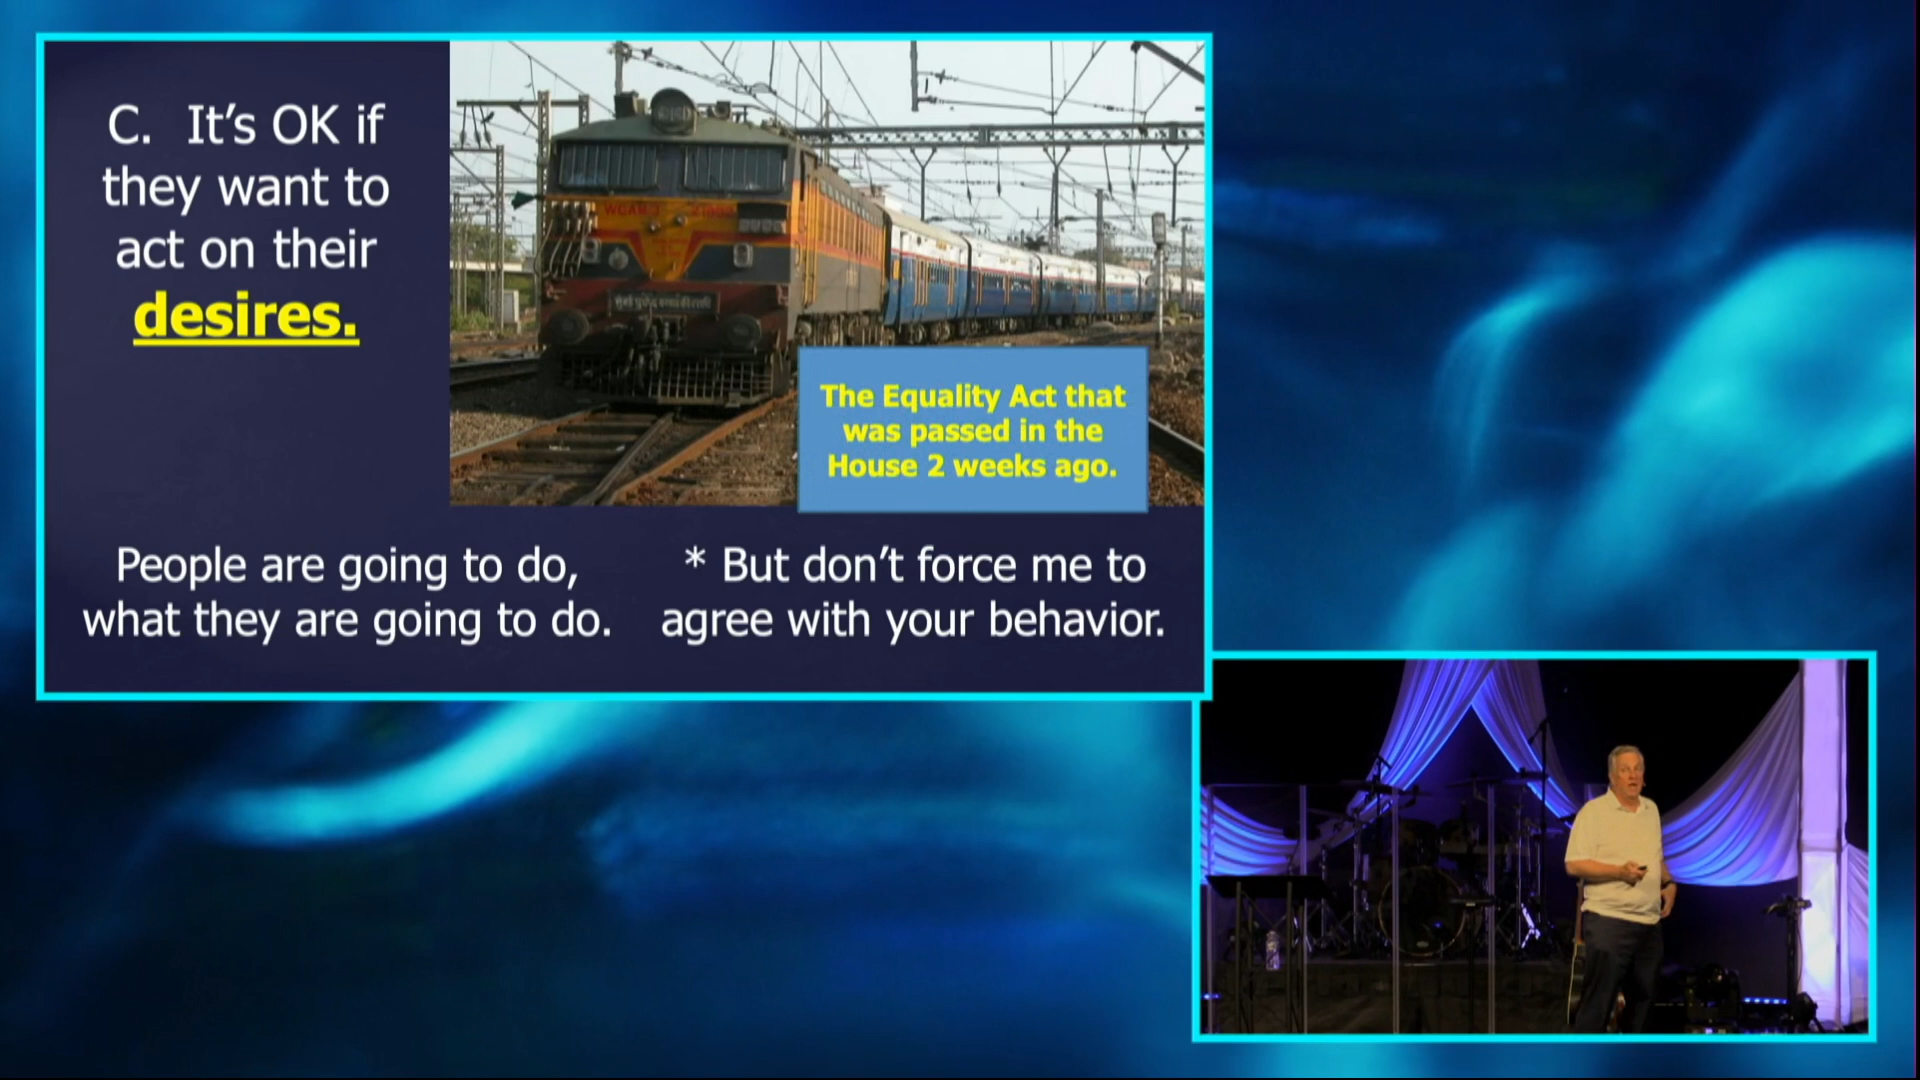 C. It's OK if
they want to
act on their
desires.
The Equality Act that
was passed in the
House 2 weeks ago.
People are going to do,
what they are going to do.
* But don't force me to
agree with your behavior.